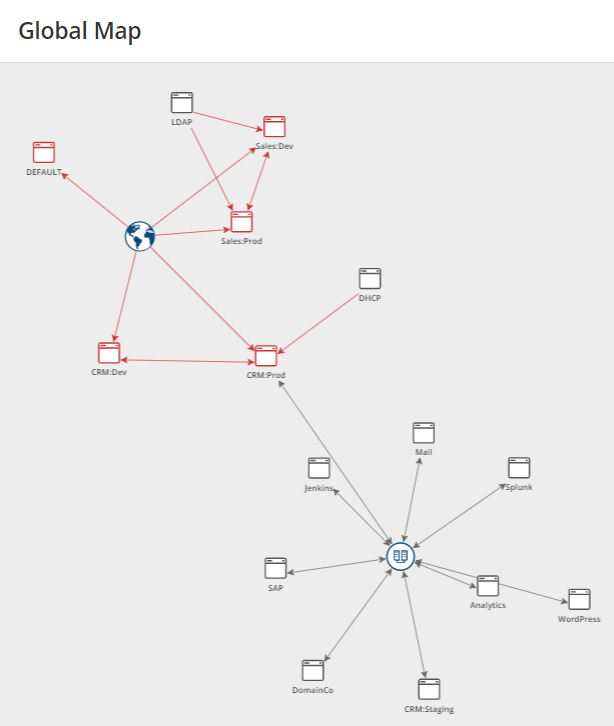 Global Map
LDAP
Sales:Dev
DEFAULT
Sales:Prod
DHCP
CRM:Dev
CRM:Prod
Mail
Jenkins
Splunk
SAP
Analytics
WordPress
DomainCo
CRM:Staging